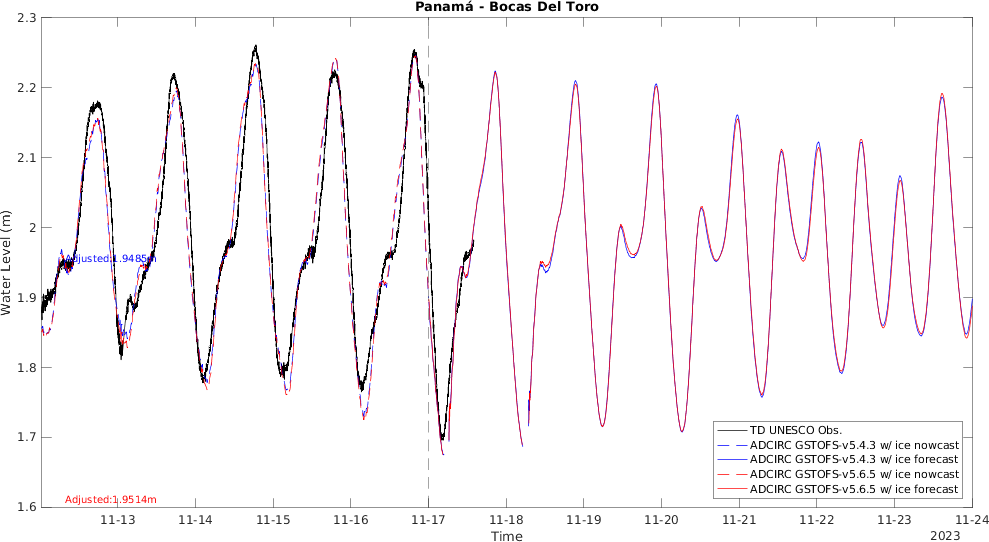 Panamá - Bocas Del Toro
2.3
2.2
2.1
2
1.9
1.8
1.7
1.6
Water Level (m)
Adjusted:1.9485m
Adjusted:1.9514m
TD UNESCO Obs.
ADCIRC GSTOFS-v5.4.3 w/ ice nowcast
ADCIRC GSTOFS-v5.4.3 w/ ice forecast
ADCIRC GSTOFS-v5.6.5 w/ ice nowcast
ADCIRC GSTOFS-v5.6.5 w/ ice forecast
11-13 11-14 11-15 11-16 11-17 11-18 11-19 11-20 11-21 11-22 11-23 11-24
Time
2023